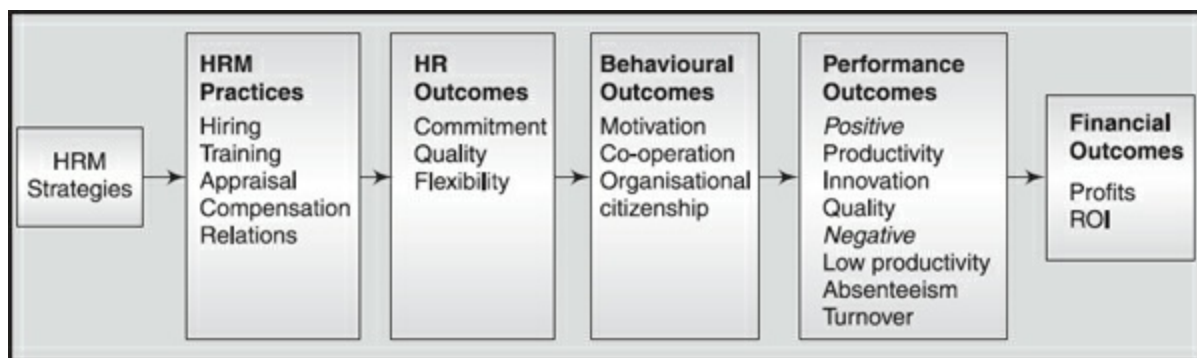 HRM
Strategies
HRM
Practices
Hiring
Training
Appraisal
Compensation
Relations
HR
Outcomes
Commitment
Quality
Flexibility
Behavioural
Outcomes
Motivation
Co-operation
Organisational
citizenship
Performance
Outcomes
Positive
Productivity
Innovation
Quality
Negative
Low productivity
Absenteeism
Turnover
Financial
Outcomes
Profits
ROI